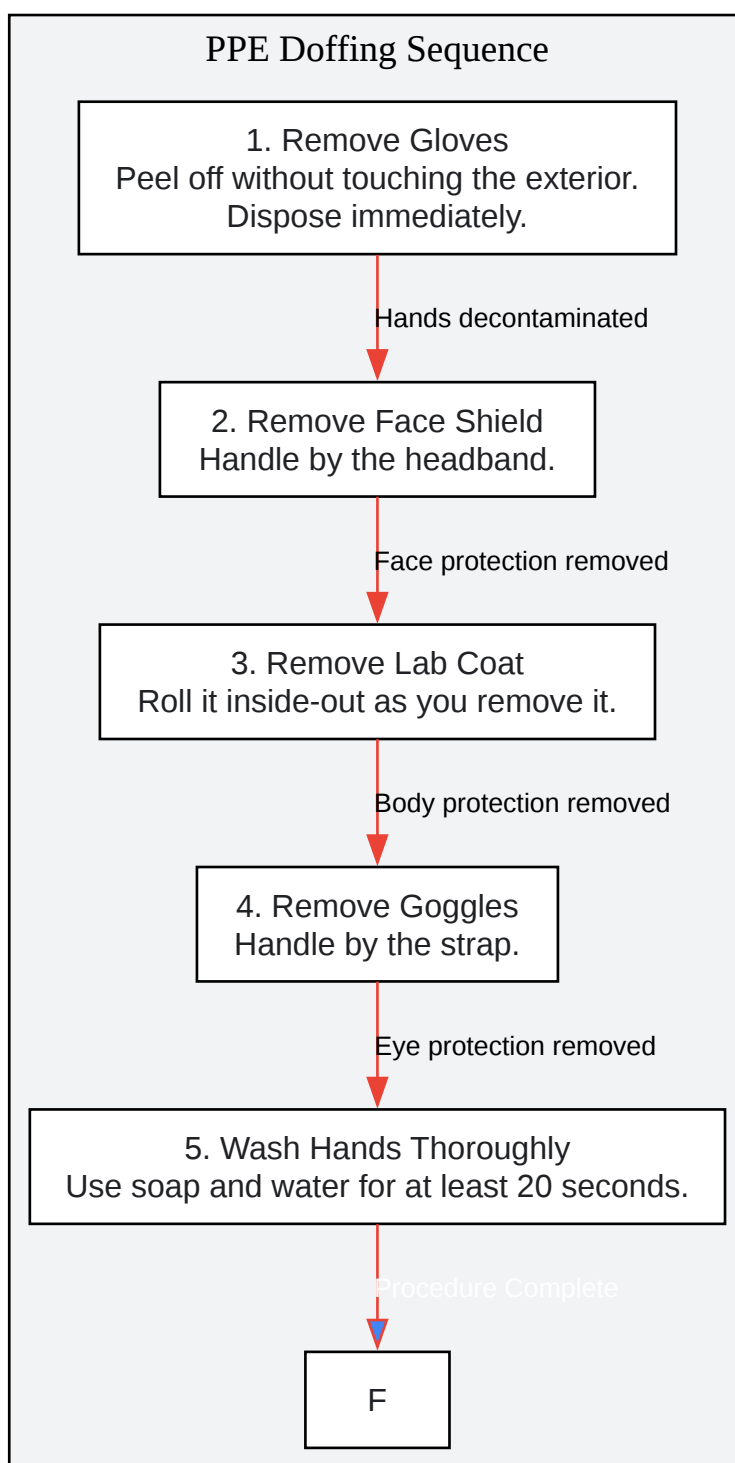 PPE Doffing Sequence
1. Remove Gloves
Peel off without touching the exterior.
Dispose immediately.
Hands decontaminated
2. Remove Face Shield
Handle by the headband.
Face protection removed
3. Remove Lab Coat
Roll it inside-out as you remove it.
Body protection removed
4. Remove Goggles
Handle by the strap.
Eye protection removed
5. Wash Hands Thoroughly
Use soap and water for at least 20 seconds.
Procedure Complete
F